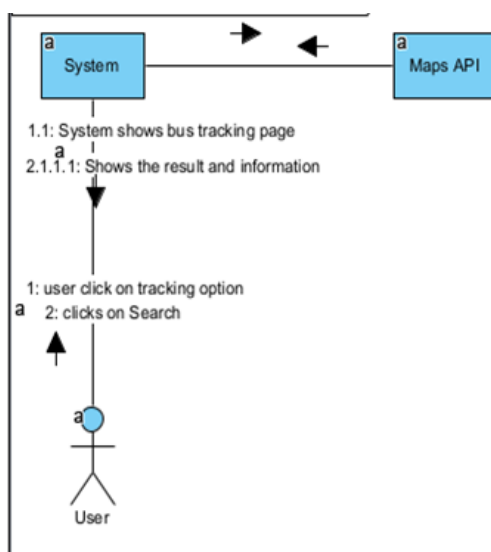 a
System
a
Maps API
1.1: System shows bus tracking page
a
2.1.1.1: Shows the result and information
1: user click on tracking option
a
2: clicks on Search
a
User